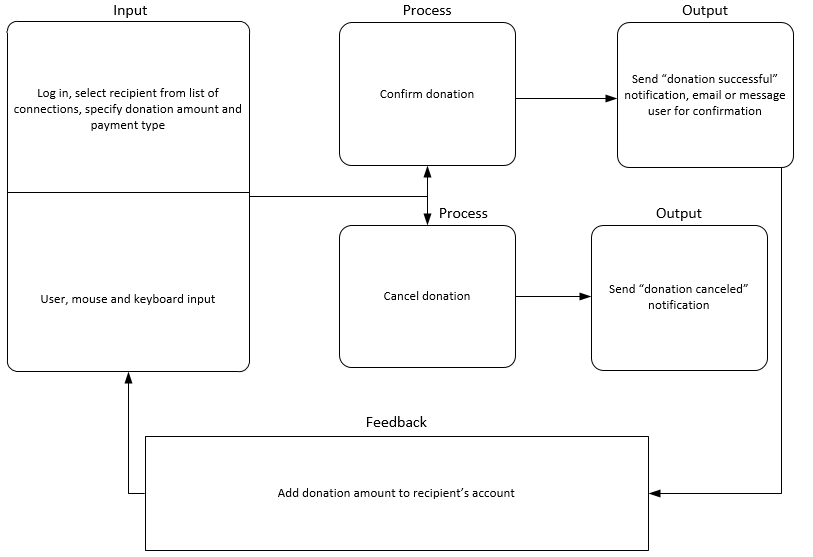 Input
Process
Output
Log in, select recipient from list of
connections, specify donation amount and
payment type
Confirm donation
Send “donation successful”
notification, email or message
user for confirmation
Process
Output
User, mouse and keyboard input
Cancel donation
Send “donation canceled”
notification
Feedback
Add donation amount to recipient’s account